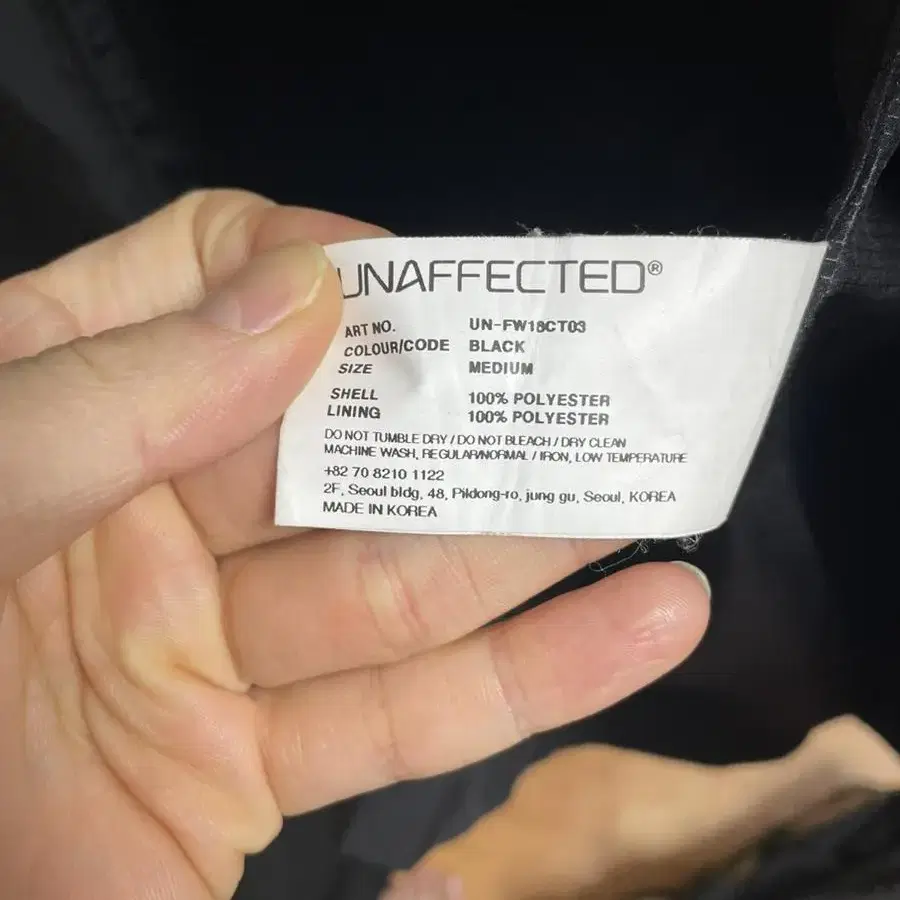 UNAFFECTED®
ART NO. UN-FW18CT03
COLOUR/CODE BLACK
SIZE MEDIUM
SHELL 100% POLYESTER
LINING 100% POLYESTER
DO NOT TUMBLE DRY / DO NOT BLEACH / DRY CLEAN
MACHINE WASH, REGULAR/NORMAL / IRON, LOW TEMPERATURE
+82 70 8210 1122
2F, Seoul bldg, 48, Pildong-ro, jung gu, Seoul, KOREA
MADE IN KOREA